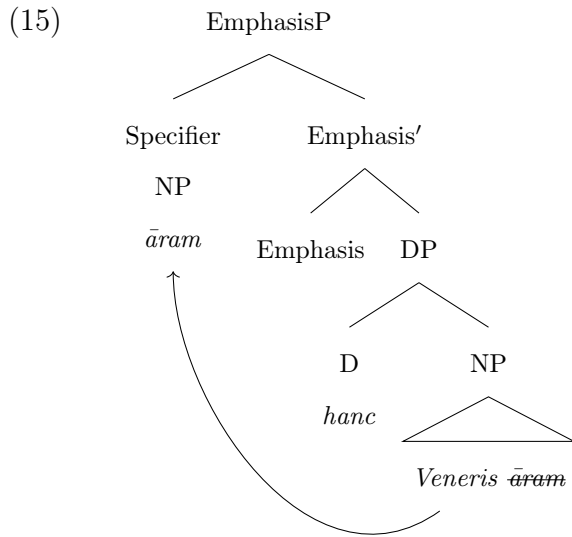 (15) EmphasisP
Specifier Emphasis′
NP
āram Emphasis DP
D NP
hanc
Veneris āram